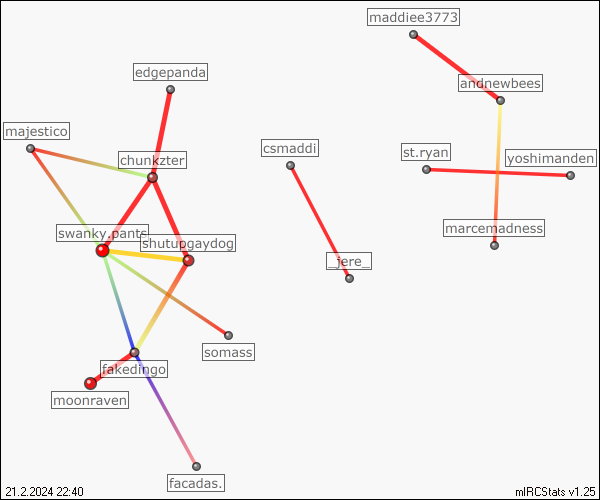 maddiee3773
edgepanda
andnewbees
majestico
chunkzter
csmaddi
st.ryan
yoshimanden
swanky.pants
shutupgaydog
marcemadness
_jere_
somass
fakedingo
moonraven
facadas.
21.2.2024 22:40
mIRCStats v1.25